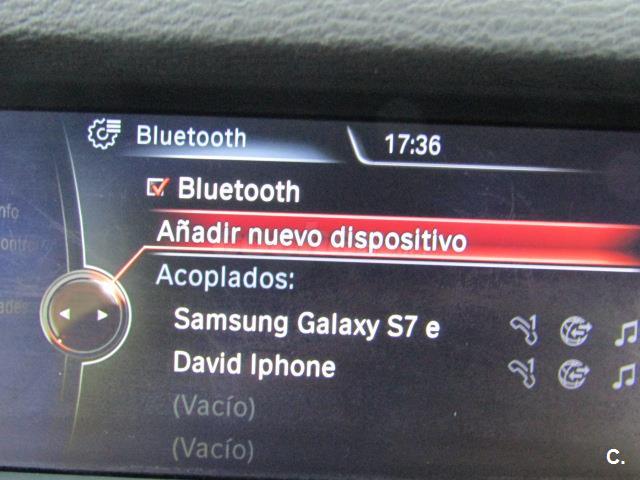 Bluetooth 17:36
Bluetooth
Añadir nuevo dispositivo
Acoplados:
Samsung Galaxy S7 e
David Iphone
(Vacío)
(Vacío)
C.